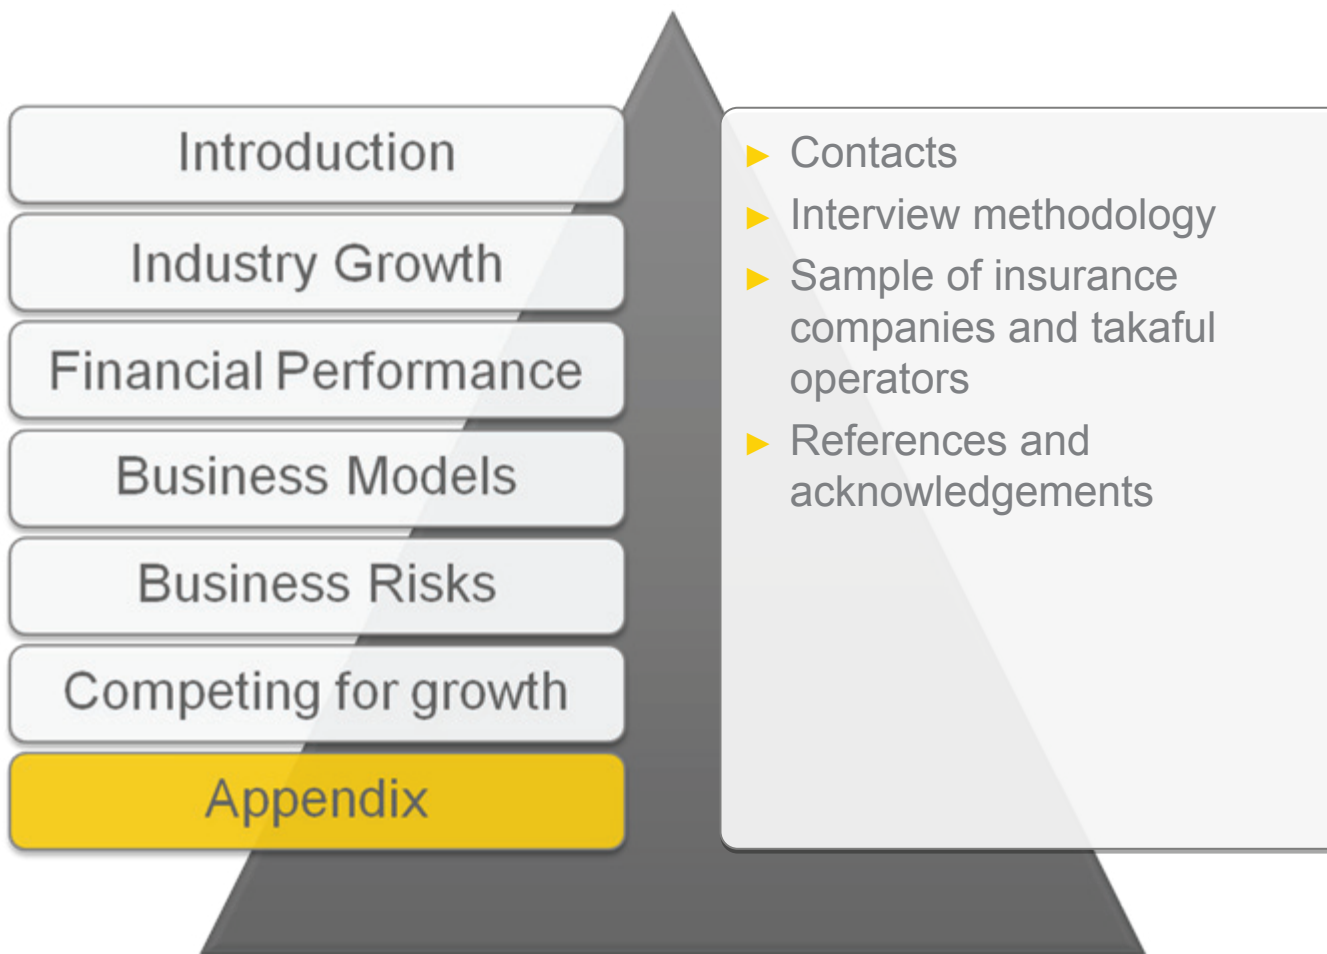 Introduction
Industry Growth
Financial Performance
Business Models
Business Risks
Competing for growth
Appendix
► Contacts
► Interview methodology
► Sample of insurance
companies and takaful
operators
► References and
acknowledgements